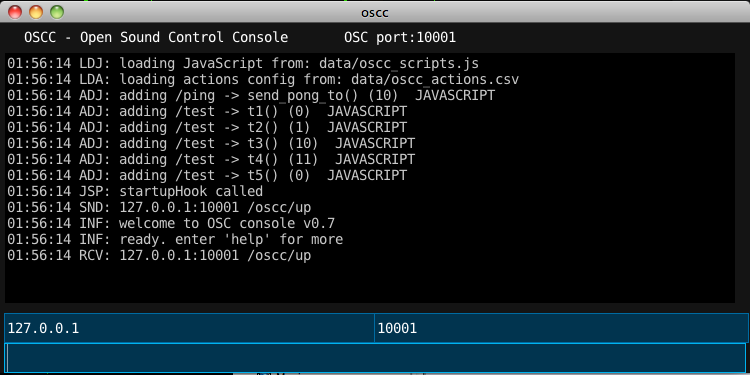 oscc
OSCC - Open Sound Control Console OSC port:10001
01:56:14 LDJ: loading JavaScript from: data/oscc_scripts.js
01:56:14 LDA: loading actions config from: data/oscc_actions.csv
01:56:14 ADJ: adding /ping -> send_pong_to() (10)  JAVASCRIPT
01:56:14 ADJ: adding /test -> t1() (0)  JAVASCRIPT
01:56:14 ADJ: adding /test -> t2() (1)  JAVASCRIPT
01:56:14 ADJ: adding /test -> t3() (10)  JAVASCRIPT
01:56:14 ADJ: adding /test -> t4() (11)  JAVASCRIPT
01:56:14 ADJ: adding /test -> t5() (0)  JAVASCRIPT
01:56:14 JSP: startupHook called
01:56:14 SND: 127.0.0.1:10001 /oscc/up
01:56:14 INF: welcome to OSC console v0.7
01:56:14 INF: ready. enter 'help' for more
01:56:14 RCV: 127.0.0.1:10001 /oscc/up
127.0.0.1 10001